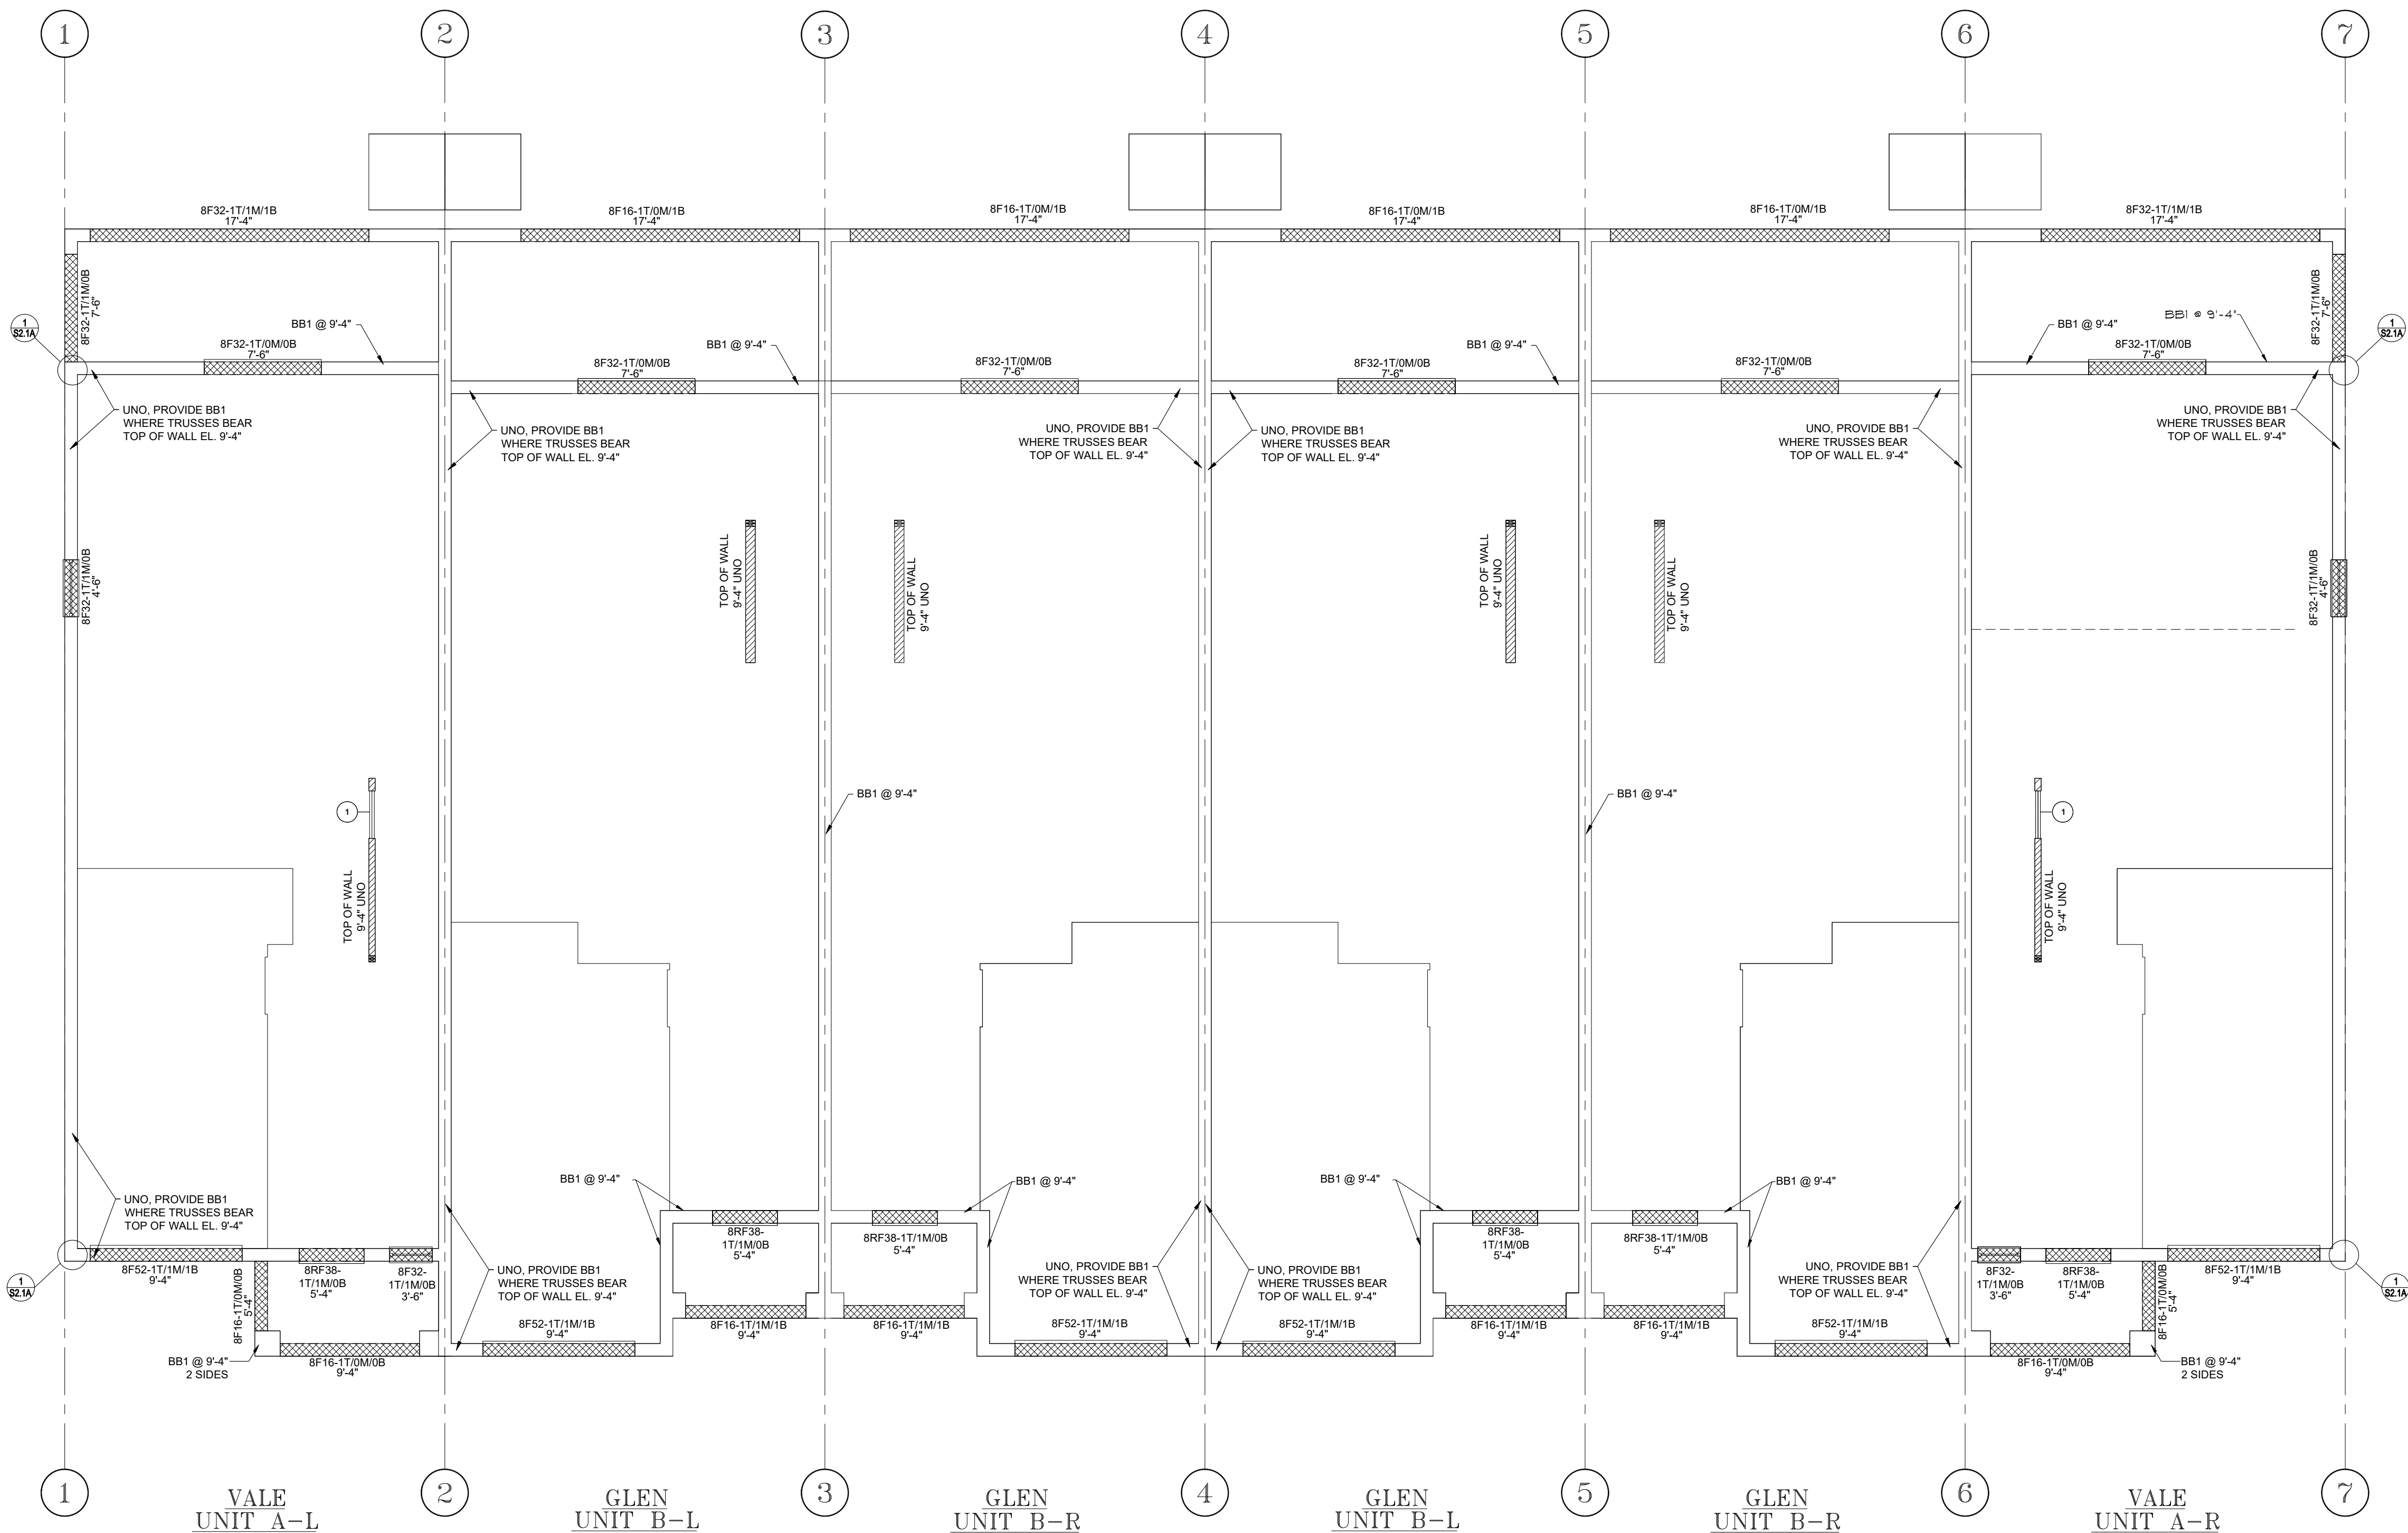 1
2
3
4
5
6
7
8F32-1T/1M/1B
17'-4"
8F16-1T/0M/1B
17'-4"
8F16-1T/0M/1B
17'-4"
8F16-1T/0M/1B
17'-4"
8F16-1T/0M/1B
17'-4"
8F32-1T/1M/1B
17'-4"
8F32-1T/1M/0B
7'-6"
8F32-1T/1M/0B
7'-6"
1
S2.1A
BB1 @ 9'-4"
8F32-1T/0M/0B
7'-6"
BB1 @ 9'-4"
8F32-1T/0M/0B
7'-6"
8F32-1T/0M/0B
7'-6"
BB1 @ 9'-4"
8F32-1T/0M/0B
7'-6"
8F32-1T/0M/0B
7'-6"
BB1 @ 9'-4"
BB1 @ 9'-4"
8F32-1T/0M/0B
7'-6"
1
S2.1A
UNO, PROVIDE BB1
WHERE TRUSSES BEAR
TOP OF WALL EL. 9'-4"
UNO, PROVIDE BB1
WHERE TRUSSES BEAR
TOP OF WALL EL. 9'-4"
UNO, PROVIDE BB1
WHERE TRUSSES BEAR
TOP OF WALL EL. 9'-4"
UNO, PROVIDE BB1
WHERE TRUSSES BEAR
TOP OF WALL EL. 9'-4"
UNO, PROVIDE BB1
WHERE TRUSSES BEAR
TOP OF WALL EL. 9'-4"
UNO, PROVIDE BB1
WHERE TRUSSES BEAR
TOP OF WALL EL. 9'-4"
8F32-1T/1M/0B
4'-6"
TOP OF WALL
9'-4" UNO
TOP OF WALL
9'-4" UNO
TOP OF WALL
9'-4" UNO
TOP OF WALL
9'-4" UNO
8F32-1T/1M/0B
4'-6"
1
BB1 @ 9'-4"
BB1 @ 9'-4"
1
TOP OF WALL
9'-4" UNO
TOP OF WALL
9'-4" UNO
UNO, PROVIDE BB1
WHERE TRUSSES BEAR
TOP OF WALL EL. 9'-4"
BB1 @ 9'-4"
BB1 @ 9'-4"
BB1 @ 9'-4"
BB1 @ 9'-4"
8RF38-
1T/1M/0B
5'-4"
8RF38-1T/1M/0B
5'-4"
8RF38-
1T/1M/0B
5'-4"
8RF38-1T/1M/0B
5'-4"
1
S2.1A
8F52-1T/1M/1B
9'-4"
8F16-1T/0M/0B
5'-4"
8RF38-
1T/1M/0B
5'-4"
8F32-
1T/1M/0B
3'-6"
UNO, PROVIDE BB1
WHERE TRUSSES BEAR
TOP OF WALL EL. 9'-4"
UNO, PROVIDE BB1
WHERE TRUSSES BEAR
TOP OF WALL EL. 9'-4"
UNO, PROVIDE BB1
WHERE TRUSSES BEAR
TOP OF WALL EL. 9'-4"
UNO, PROVIDE BB1
WHERE TRUSSES BEAR
TOP OF WALL EL. 9'-4"
8F32-
1T/1M/0B
3'-6"
8RF38-
1T/1M/0B
5'-4"
8F16-1T/0M/0B
5'-4"
8F52-1T/1M/1B
9'-4"
1
S2.1A
BB1 @ 9'-4"
2 SIDES
8F16-1T/0M/0B
9'-4"
8F52-1T/1M/1B
9'-4"
8F16-1T/1M/1B
9'-4"
8F16-1T/1M/1B
9'-4"
8F52-1T/1M/1B
9'-4"
8F52-1T/1M/1B
9'-4"
8F16-1T/1M/1B
9'-4"
8F16-1T/1M/1B
9'-4"
8F52-1T/1M/1B
9'-4"
8F16-1T/0M/0B
9'-4"
BB1 @ 9'-4"
2 SIDES
1
2
3
4
5
6
7
VALE
UNIT A-L
GLEN
UNIT B-L
GLEN
UNIT B-R
GLEN
UNIT B-L
GLEN
UNIT B-R
VALE
UNIT A-R